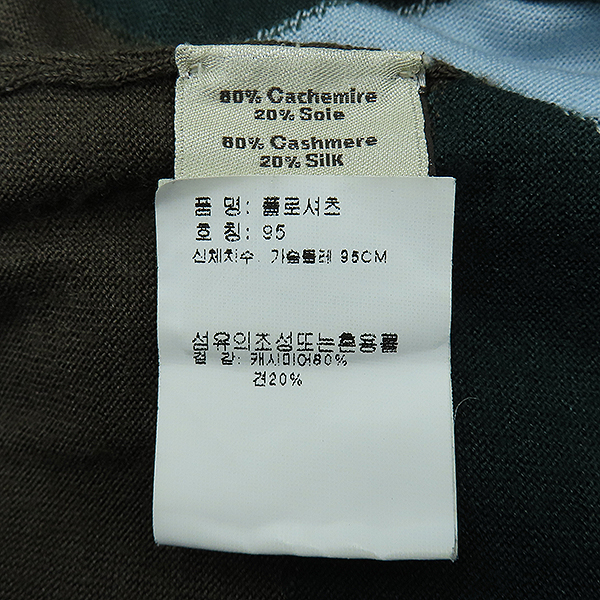 80% Cachemire
20% Soie
80% Cashmere
20% Silk
품 명: 폴로셔츠
호 칭: 95
신체치수: 가슴둘레 95CM
섬유의조성또는혼용률
겉 감: 캐시미어80%
견20%